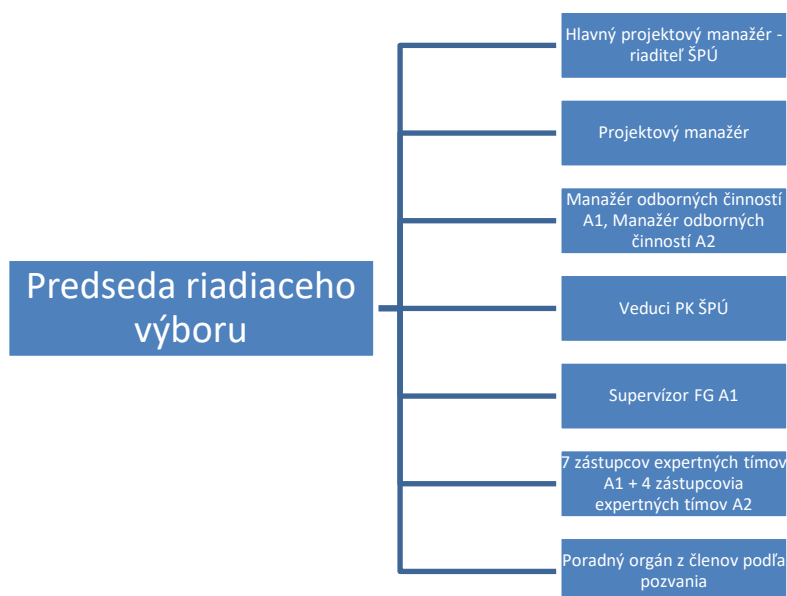 Hlavný projektový manažér -
riaditeľ ŠPÚ
Projektový manažér
Manažér odborných činností
A1, Manažér odborných
činností A2
Predseda riadiaceho
výboru
Veduci PK ŠPÚ
Supervízor FG A1
7 zástupcov expertných tímov
A1 + 4 zástupcovia
expertných tímov A2
Poradný orgán z členov podľa
pozvania